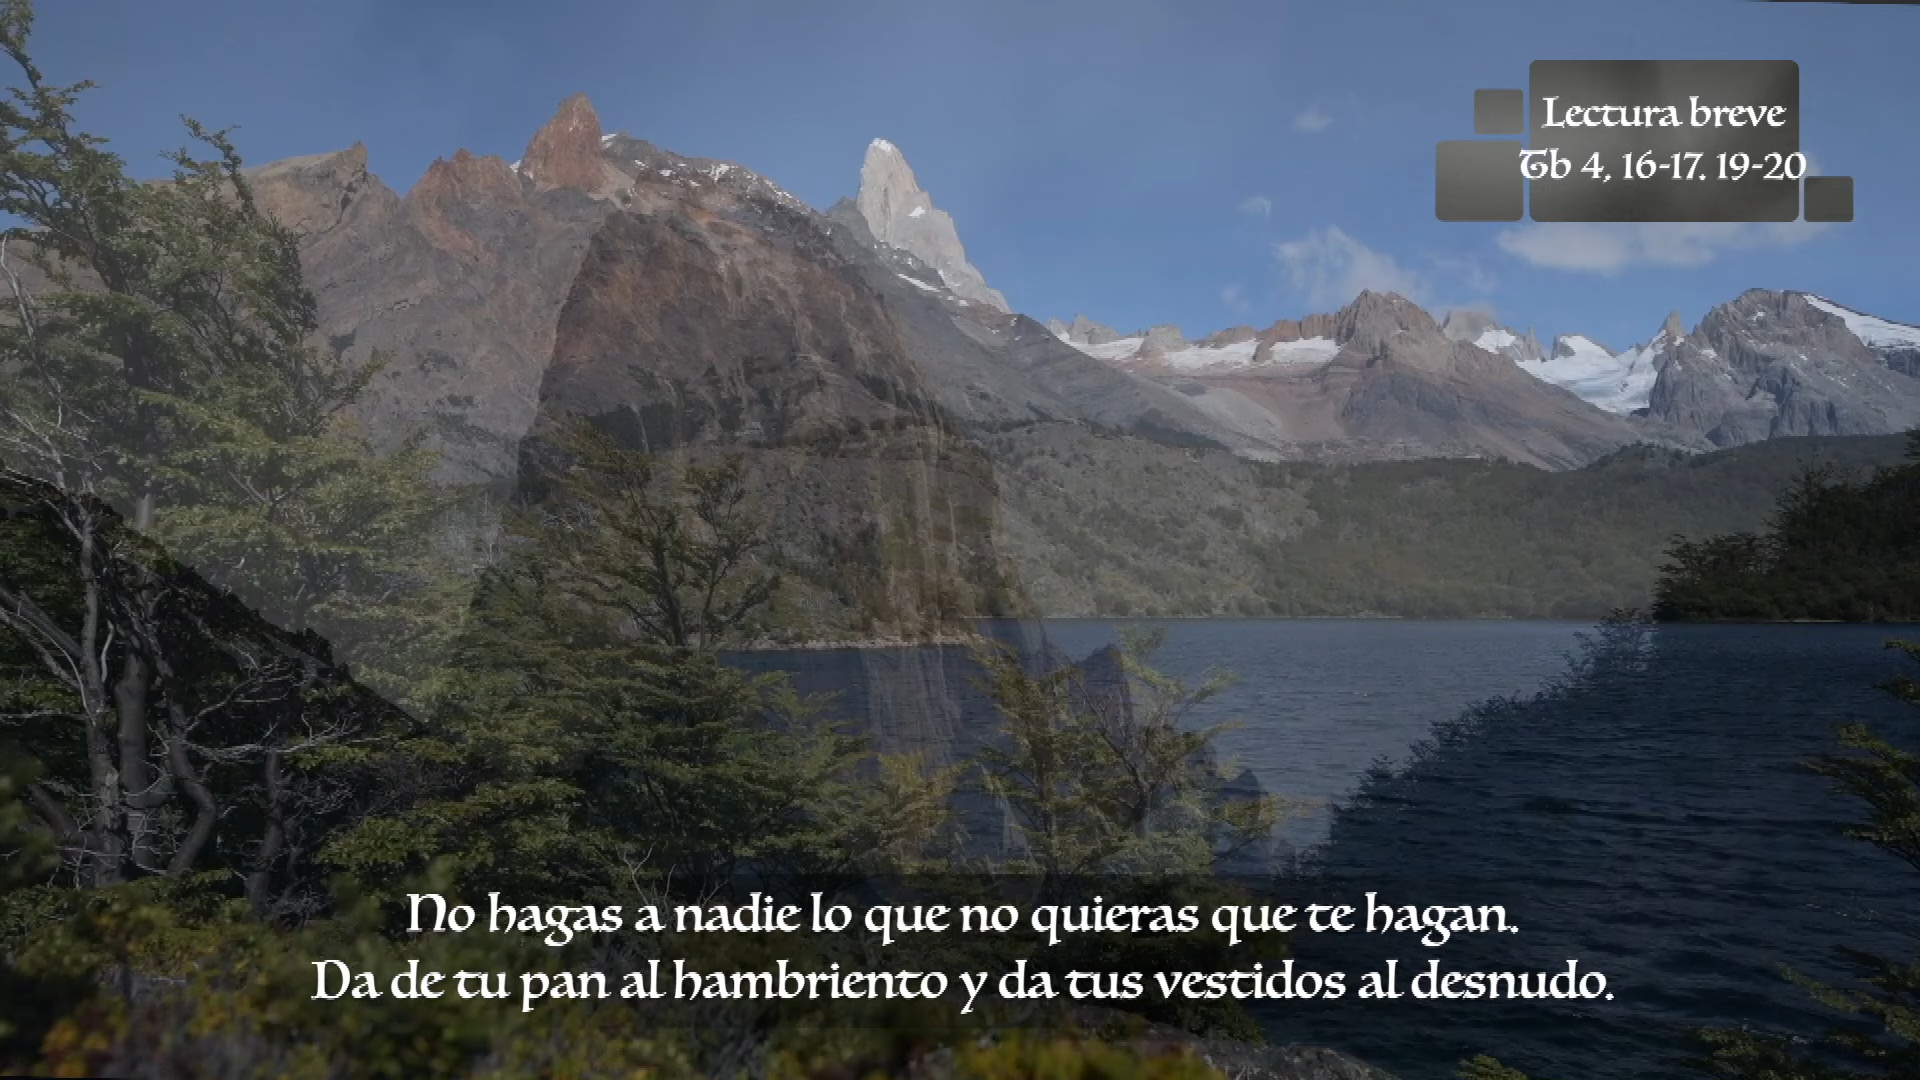 Lectura breve
Tb 4, 16-17. 19-20
No hagas a nadie lo que no quieras que te hagan.
Da de tu pan al hambriento y da tus vestidos al desnudo.